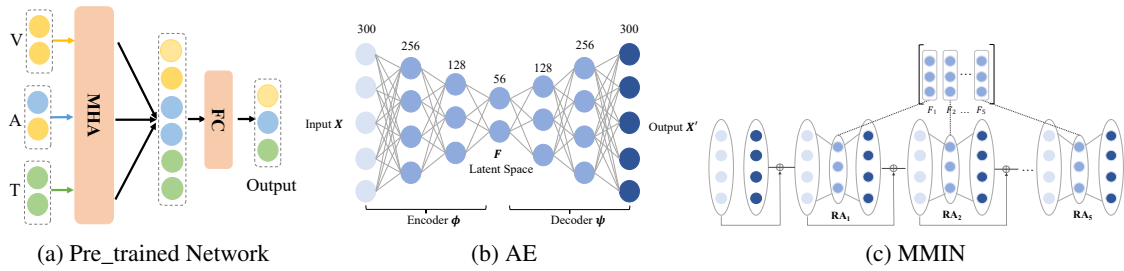 V
A
T
MHA
FC
Output
(a) Pre_trained Network
300
256
128
56
128
256
300
Input X
Output X'
F
Latent Space
Encoder ϕ
Decoder ψ
(b) AE
F1 F2 ... F5
...
...
RA1
RA2
RA5
(c) MMIN